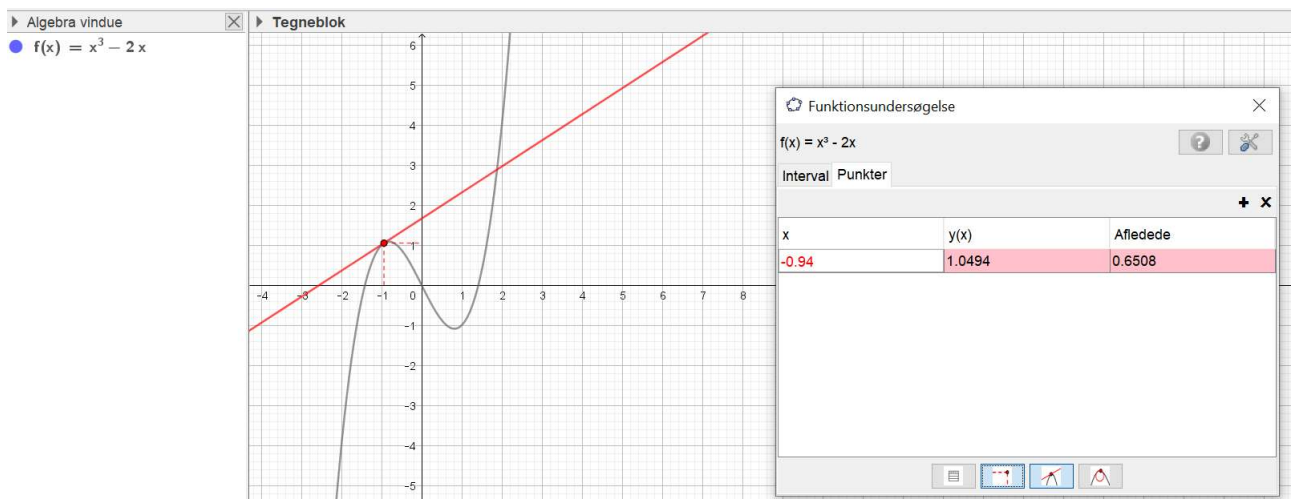 Algebra vindue
f(x) = x³ − 2 x
Tegneblok
6
5
4
3
2
1
-4 -3 -2 -1 0 1 2 3 4 5 6 7 8
-1
-2
-3
-4
-5
Funktionsundersøgelse
f(x) = x³ - 2x
Interval Punkter
x y(x) Afledede
-0.94 1.0494 0.6508